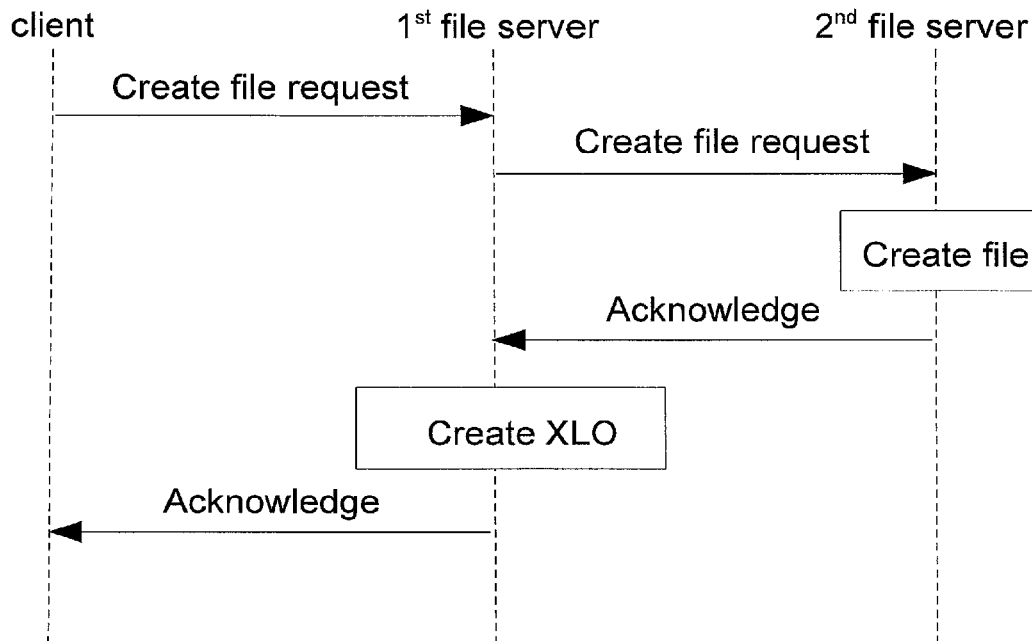 client
1st file server
2nd file server
Create file request
Create file request
Create file
Acknowledge
Create XLO
Acknowledge